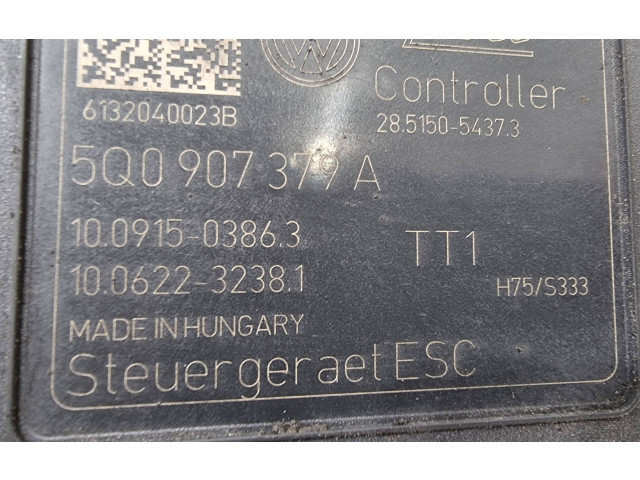 Controller
6132040023B
28.5150-5437.3
5Q0 907 379 A
10.0915-0386.3
TT1
10.0622-3238.1
H75/S333
MADE IN HUNGARY
Steuergeraet ESC